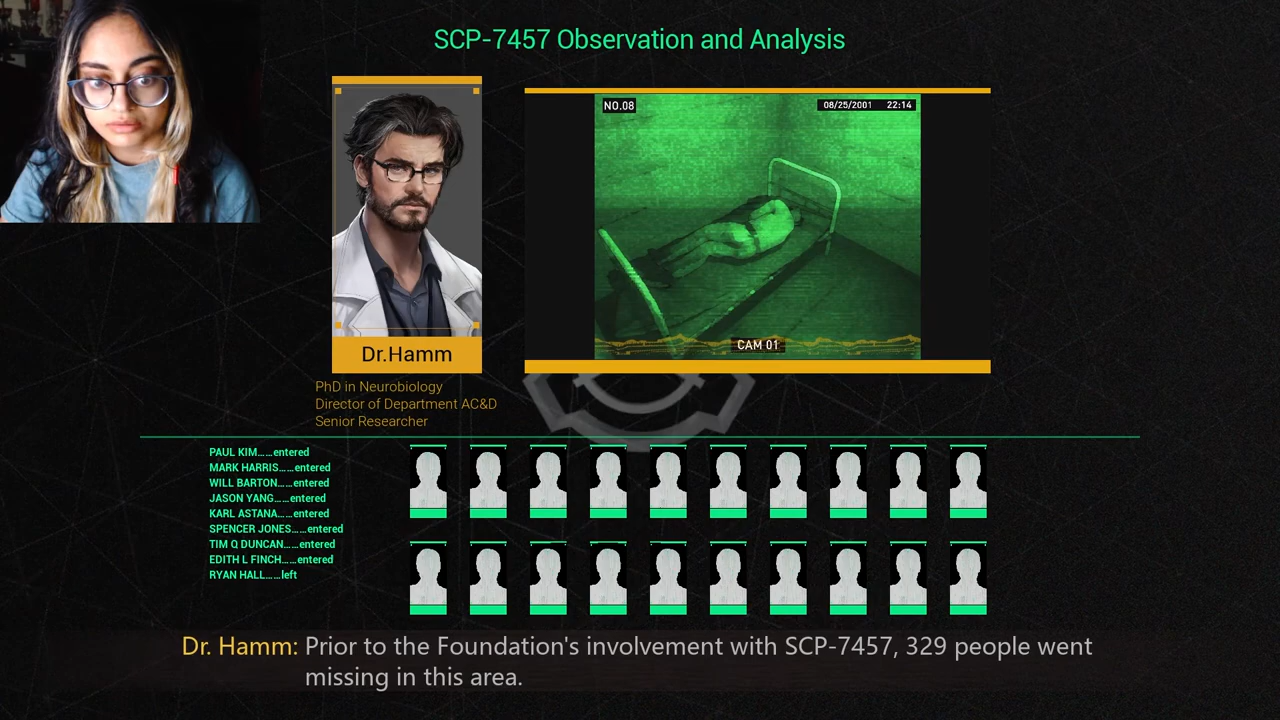 SCP-7457 Observation and Analysis
NO.08
08/25/2001 22:14
CAM 01
Dr.Hamm
PhD in Neurobiology
Director of Department AC&D
Senior Researcher
PAUL KIM......entered
MARK HARRIS......entered
WILL BARTON......entered
JASON YANG......entered
KARL ASTANA......entered
SPENCER JONES......entered
TIM Q DUNCAN......entered
EDITH L FINCH......entered
RYAN HALL......left
Dr. Hamm: Prior to the Foundation's involvement with SCP-7457, 329 people went
missing in this area.